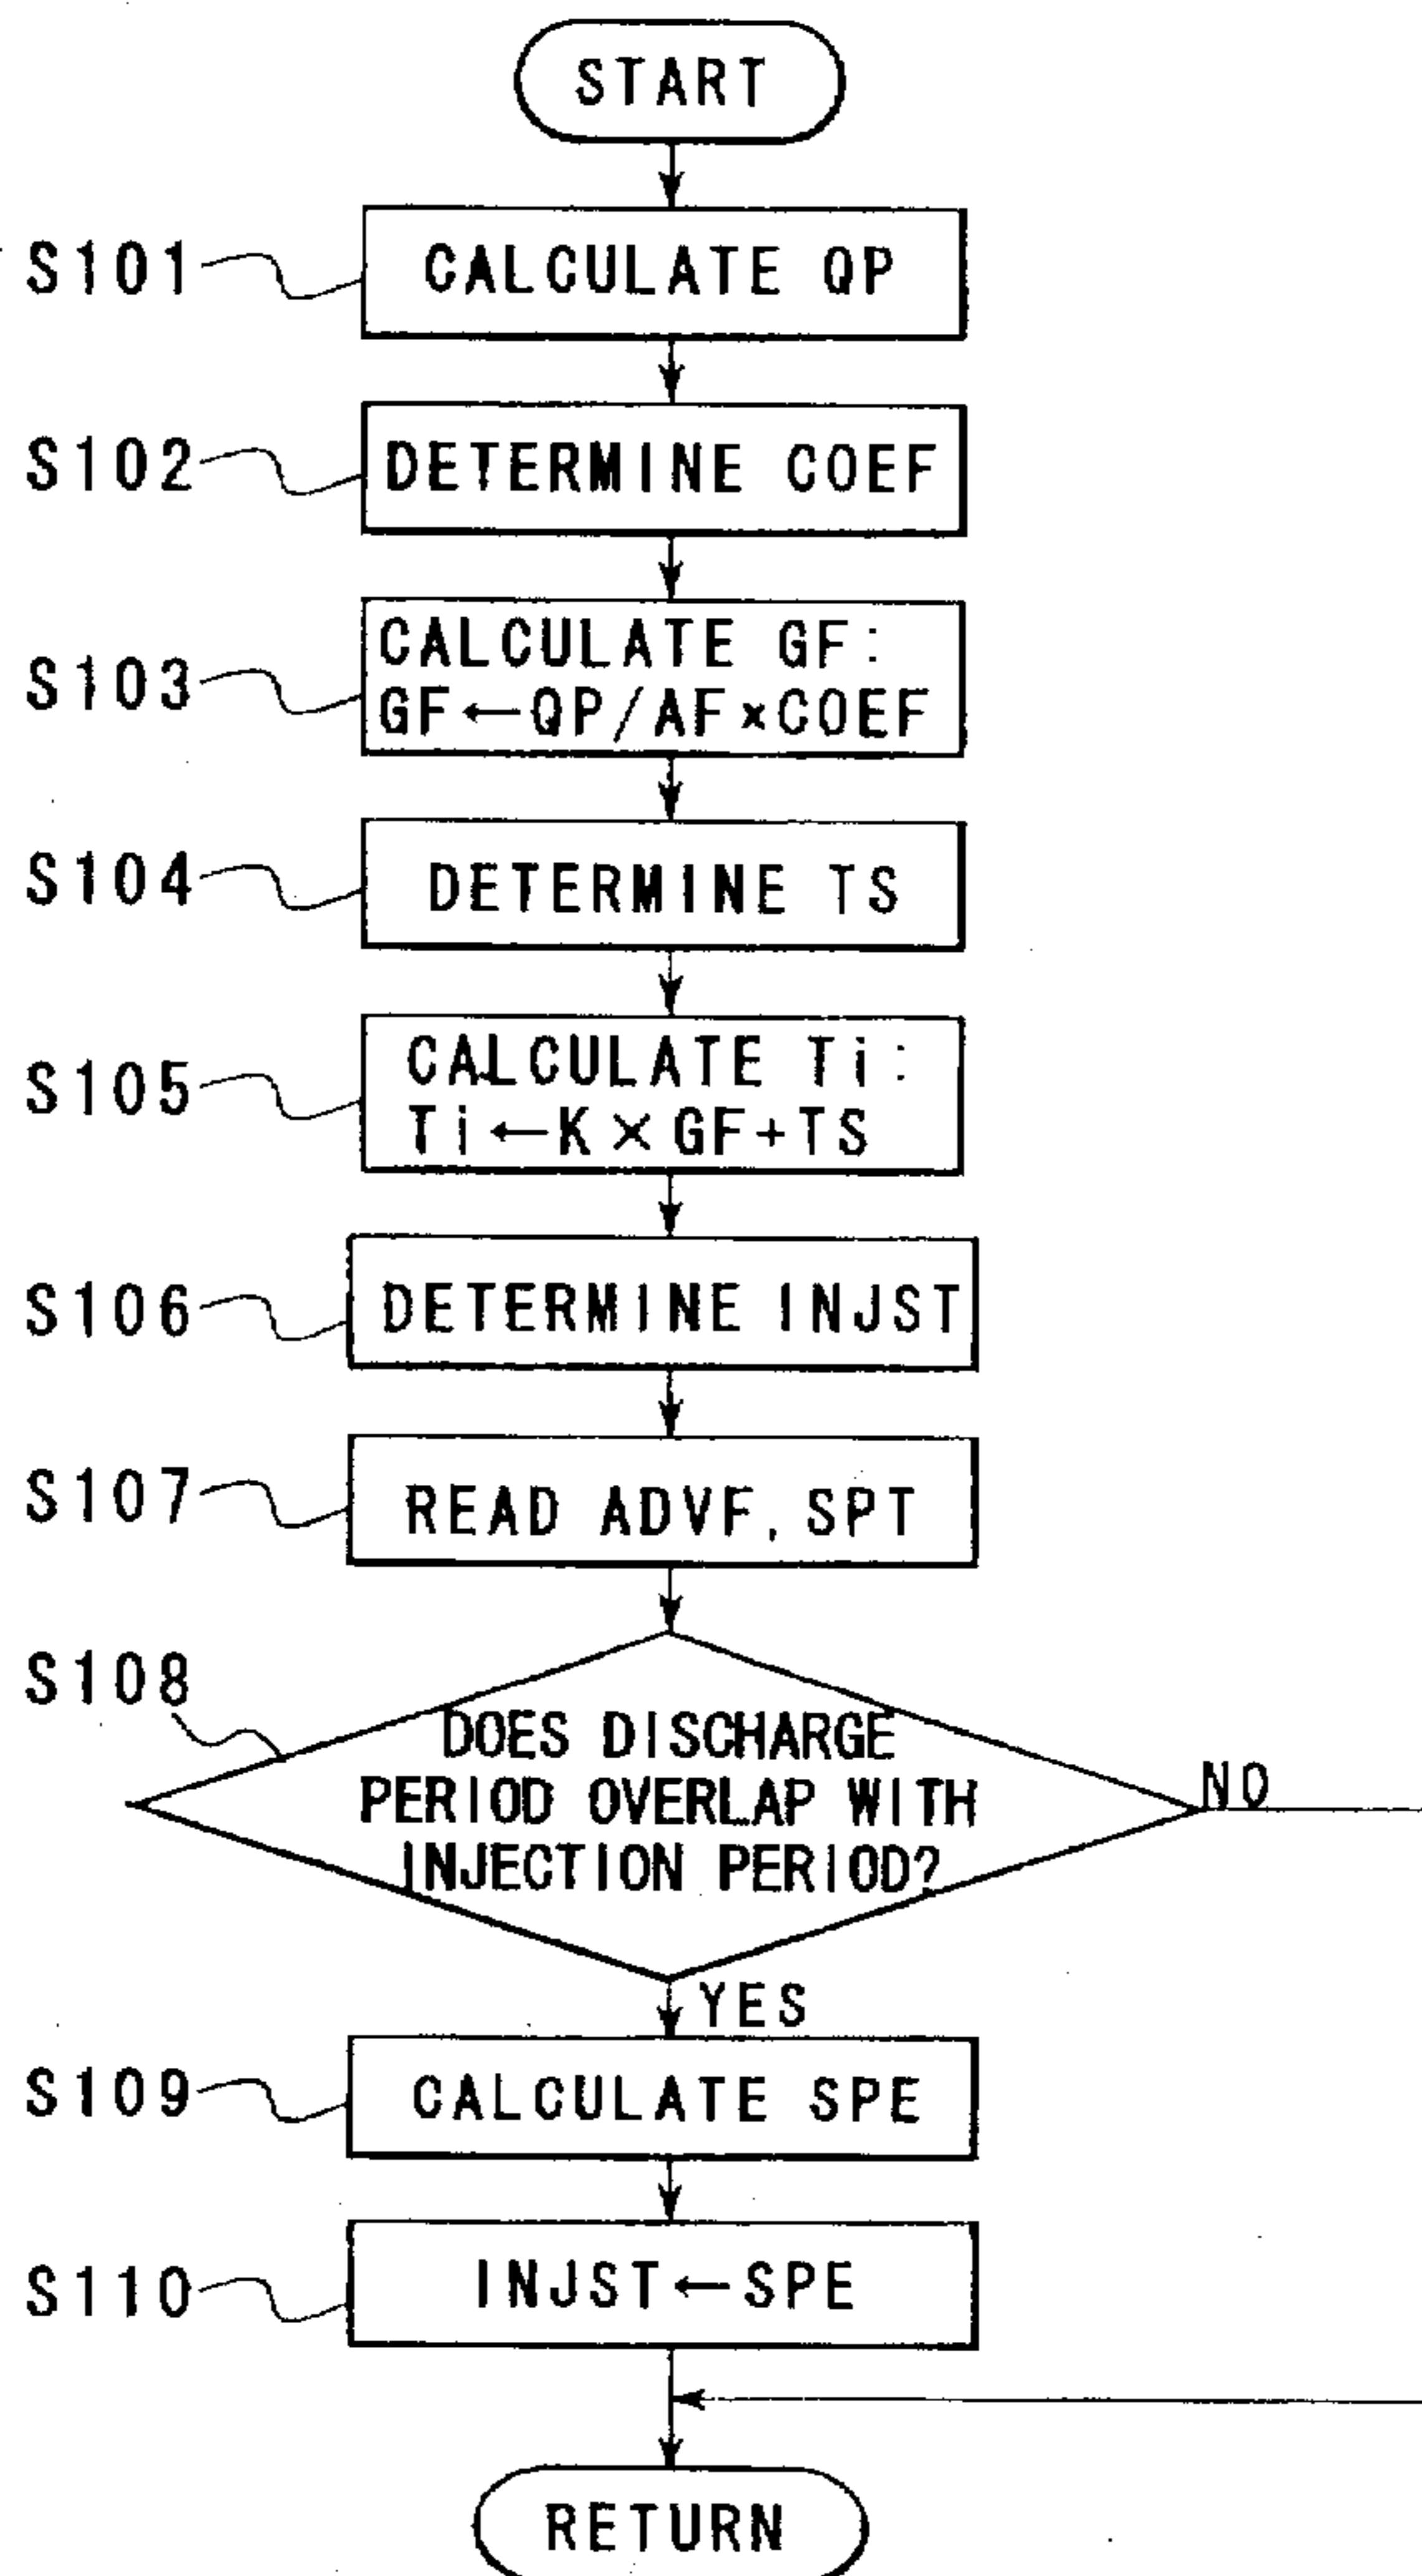 START
S101
CALCULATE QP
S102
DETERMINE COEF
S103
CALCULATE GF:
GF←QP/AF×COEF
S104
DETERMINE TS
S105
CALCULATE Ti:
Ti←K×GF+TS
S106
DETERMINE INJST
S107
READ ADVF, SPT
S108
DOES DISCHARGE
PERIOD OVERLAP WITH
INJECTION PERIOD?
NO
YES
S109
CALCULATE SPE
S110
INJST←SPE
RETURN